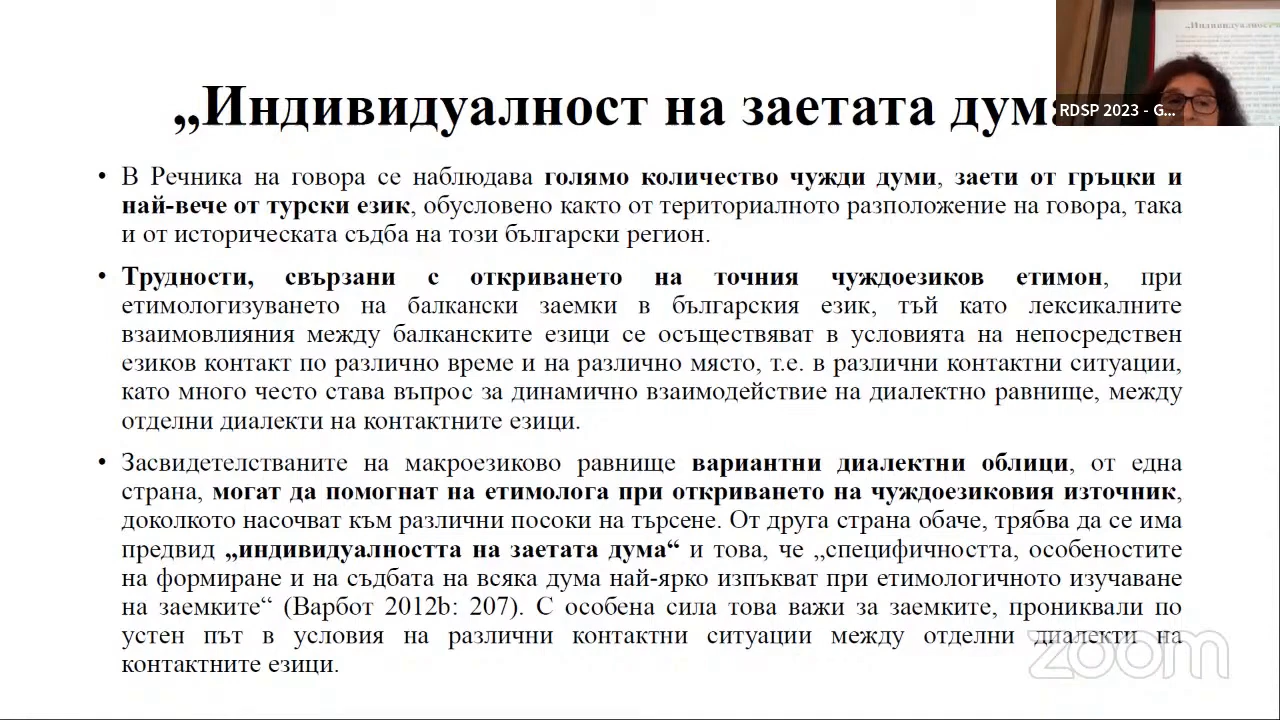 „Индивидуалност на заетата
RDSP 2023 - G...
• В Речника на говора се наблюдава голямо количество чужди думи, заети от гръцки и
най-вече от турски език, обусловено както от териториалното разположение на говора, така
и от историческата съдба на този български регион.
• Трудности, свързани с откриването на точния чуждоезиков етимон, при
етимологизуването на балкански заемки в българския език, тъй като лексикалните
взаимовлияния между балканските езици се осъществяват в условията на непосредствен
езиков контакт по различно време и на различно място, т.е. в различни контактни ситуации,
като много често става въпрос за динамично взаимодействие на диалектно равнище, между
отделни диалекти на контактните езици.
• Засвидетелстваните на макроезиково равнище вариантни диалектни облици, от една
страна, могат да помогнат на етимолога при откриването на чуждоезиковия източник,
доколкото насочват към различни посоки на търсене. От друга страна обаче, трябва да се има
предвид „индивидуалността на заетата дума“ и това, че „специфичността, особеностите
на формиране и на съдбата на всяка дума най-ярко изпъкват при етимологичното изучаване
на заемките“ (Варбот 2012b: 207). С особена сила това важи за заемките, прониквали по
устен път в условия на различни контактни ситуации между отделни диалекти на
контактните езици.
zoom